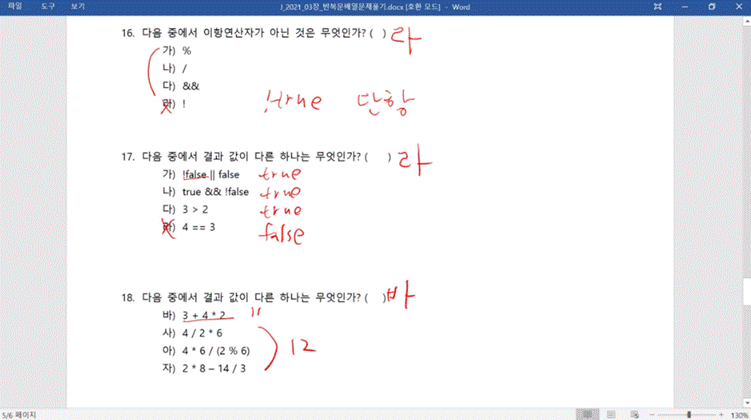 파일 도구 보기 J_2021_03장_반복문배열문제풀기.docx [호환 모드] - Word
16. 다음 중에서 이항연산자가 아닌 것은 무엇인가? ( ) 라
가) %
나) /
다) &&
라) ! !true 단항
17. 다음 중에서 결과 값이 다른 하나는 무엇인가? ( ) 라
가) !false || false true
나) true && !false true
다) 3 > 2 true
라) 4 == 3 false
18. 다음 중에서 결과 값이 다른 하나는 무엇인가? ( ) 바
바) 3 + 4 * 2 11
사) 4 / 2 * 6
아) 4 * 6 / (2 % 6) 12
자) 2 * 8 – 14 / 3
5/6 페이지 130%